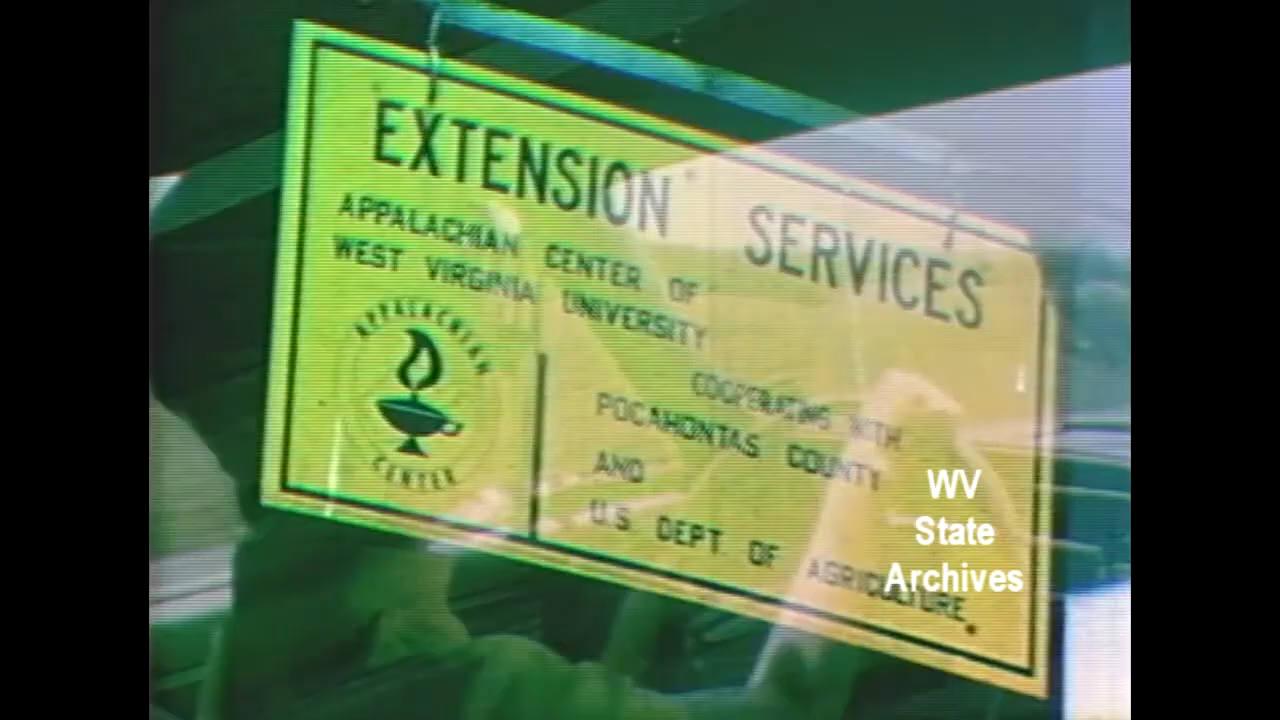 EXTENSION SERVICES
APPALACHIAN CENTER OF
WEST VIRGINIA UNIVERSITY
APPALACHIAN
CENTER
COOPERATING WITH
POCAHONTAS COUNTY
AND
U.S DEPT OF AGRICULTURE.
WV
State
Archives